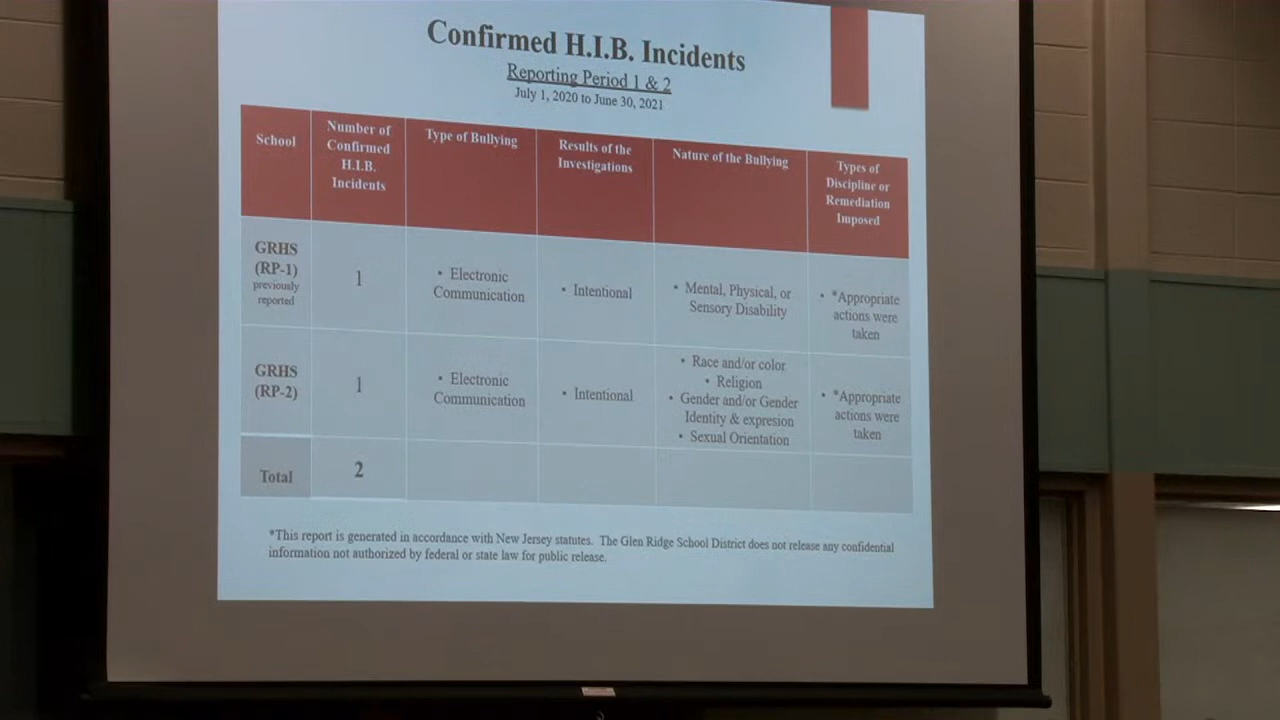 Confirmed H.I.B. Incidents
Reporting Period 1 & 2
July 1, 2020 to June 30, 2021
School
Number of
Confirmed
H.I.B.
Incidents
Type of Bullying
Results of the
Investigations
Nature of the Bullying
Types of
Discipline or
Remediation
Imposed
GRHS
(RP-1)
previously
reported
1
• Electronic
Communication
• Intentional
• Mental, Physical, or
Sensory Disability
• *Appropriate
actions were
taken
GRHS
(RP-2)
1
• Electronic
Communication
• Intentional
• Race and/or color
• Religion
• Gender and/or Gender
Identity & expresion
• Sexual Orientation
• *Appropriate
actions were
taken
Total
2
*This report is generated in accordance with New Jersey statutes. The Glen Ridge School District does not release any confidential
information not authorized by federal or state law for public release.